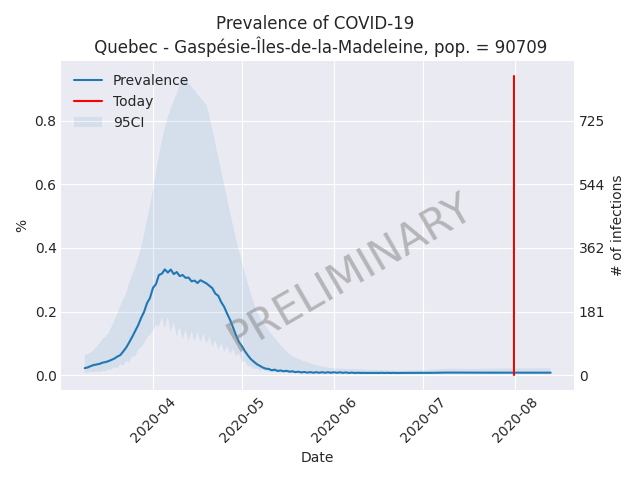 Prevalence of COVID-19
Quebec - Gaspésie-Îles-de-la-Madeleine, pop. = 90709
Prevalence
Today
95CI
0.8
0.6
0.4
0.2
0.0
%
725
544
362
181
0
# of infections
PRELIMINARY
2020-04
2020-05
2020-06
2020-07
2020-08
Date